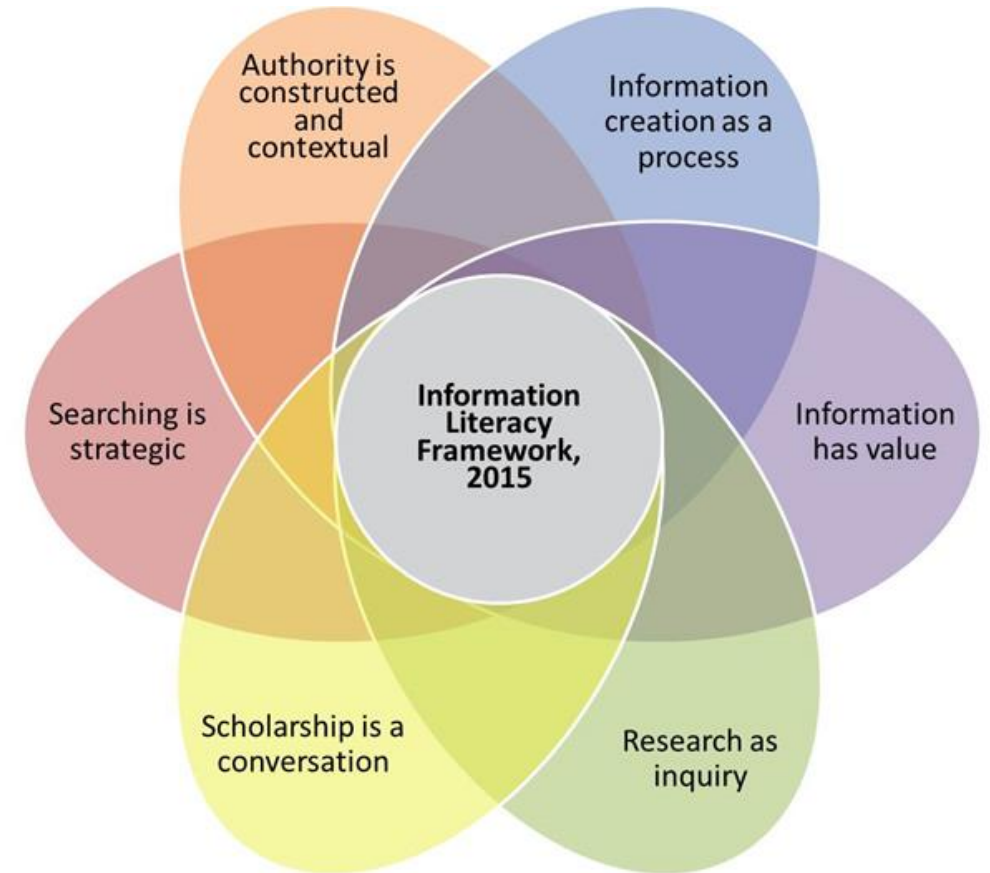 Authority is
constructed
and
contextual
Information
creation as a
process
Searching is
strategic
Information
Literacy
Framework,
2015
Information
has value
Scholarship is a
conversation
Research as
inquiry